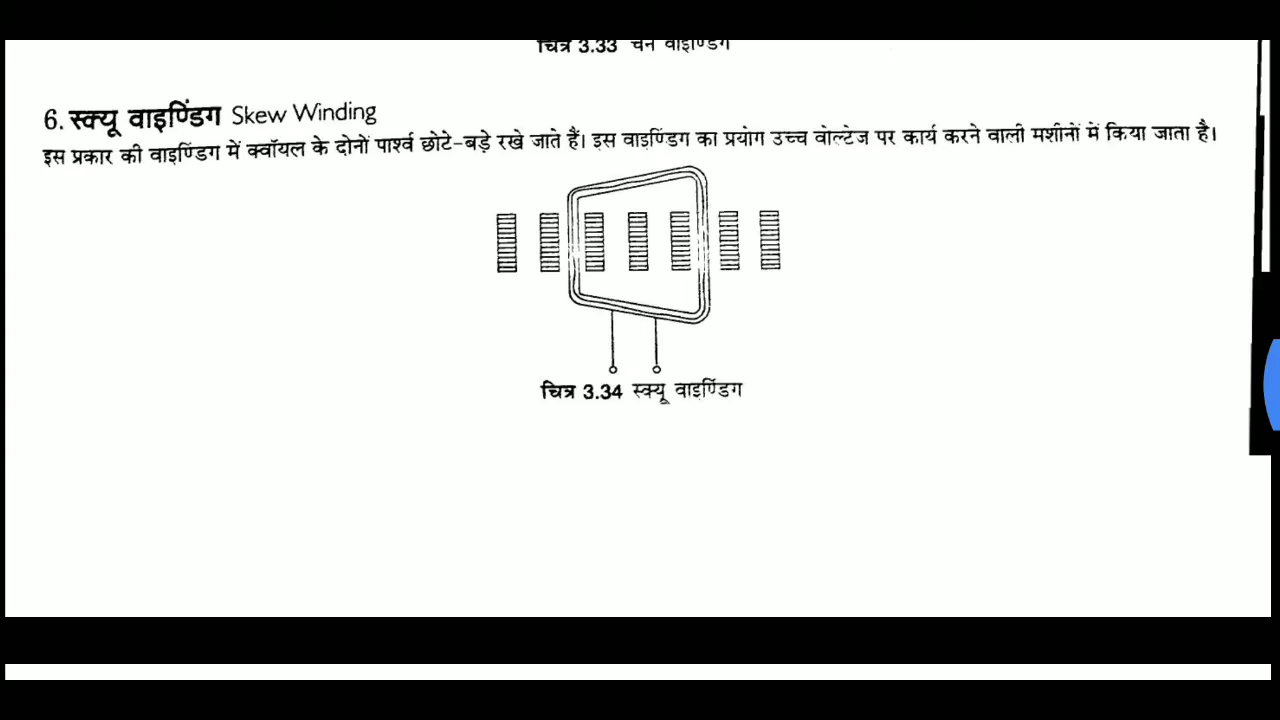 चित्र 3.33 चेन वाइण्डिंग
6. स्क्यू वाइण्डिंग Skew Winding
इस प्रकार की वाइण्डिंग में क्वॉयल के दोनों पार्श्व छोटे-बड़े रखे जाते हैं। इस वाइण्डिंग का प्रयोग उच्च वोल्टेज पर कार्य करने वाली मशीनों में किया जाता है।
चित्र 3.34 स्क्यू वाइण्डिंग